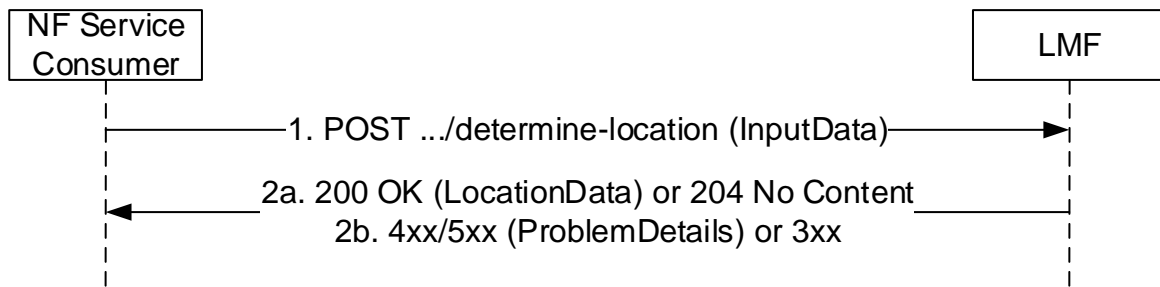 NF Service
Consumer
LMF
1. POST .../determine-location (InputData)
2a. 200 OK (LocationData) or 204 No Content
2b. 4xx/5xx (ProblemDetails) or 3xx